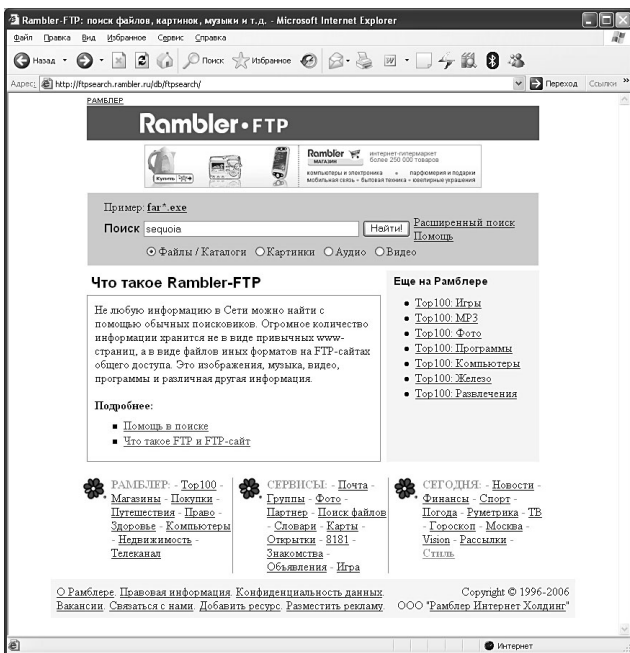 Rambler-FTP: поиск файлов, картинок, музыки и т.д. - Microsoft Internet Explorer
Файл Правка Вид Избранное Сервис Справка
Назад Поиск Избранное
Адрес: http://ftpsearch.rambler.ru/db/ftpsearch/ Переход Ссылки »
РАМБЛЕР
Rambler•FTP
Купить
Rambler МАГАЗИН
интернет-гипермаркет
более 250 000 товаров
компьютеры и электроника • парфюмерия и подарки
мобильная связь • бытовая техника • ювелирные украшения
Пример: far*.exe
Поиск sequoia Найти! Расширенный поиск
Помощь
Файлы / Каталоги Картинки Аудио Видео
Что такое Rambler-FTP
Не любую информацию в Сети можно найти с
помощью обычных поисковиков. Огромное количество
информации хранится не в виде привычных www-
страниц, а в виде файлов иных форматов на FTP-сайтах
общего доступа. Это изображения, музыка, видео,
программы и различная другая информация.
Подробнее:
Помощь в поиске
Что такое FTP и FTP-сайт
Еще на Рамблере
Top100: Игры
Top100: MP3
Top100: Фото
Top100: Программы
Top100: Компьютеры
Top100: Железо
Top100: Развлечения
РАМБЛЕР: - Top100 -
Магазины - Покупки -
Путешествия - Право -
Здоровье - Компьютеры
- Недвижимость -
Телеканал
СЕРВИСЫ: - Почта -
Группы - Фото -
Партнер - Поиск файлов
- Словари - Карты -
Открытки - 8181 -
Знакомства -
Объявления - Игра
СЕГОДНЯ: - Новости -
Финансы - Спорт -
Погода - Руметрика - ТВ
- Гороскоп - Москва -
Vision - Рассылки -
Стиль
О Рамблере. Правовая информация. Конфиденциальность данных.
Вакансии. Связаться с нами. Добавить ресурс. Разместить рекламу.
Copyright © 1996-2006
ООО "Рамблер Интернет Холдинг"
Интернет